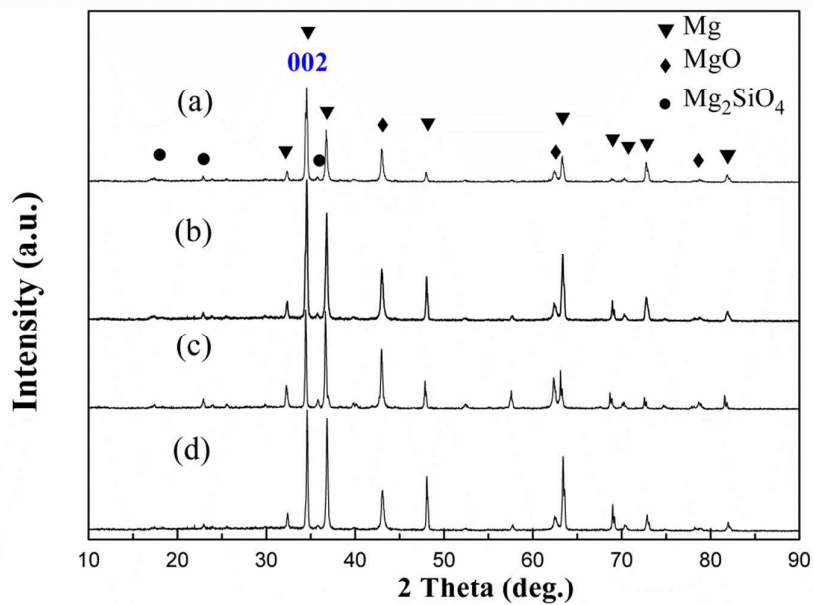 Mg
002
MgO
(a)
Mg₂SiO₄
(b)
(c)
(d)
Intensity (a.u.)
10 20 30 40 50 60 70 80 90
2 Theta (deg.)